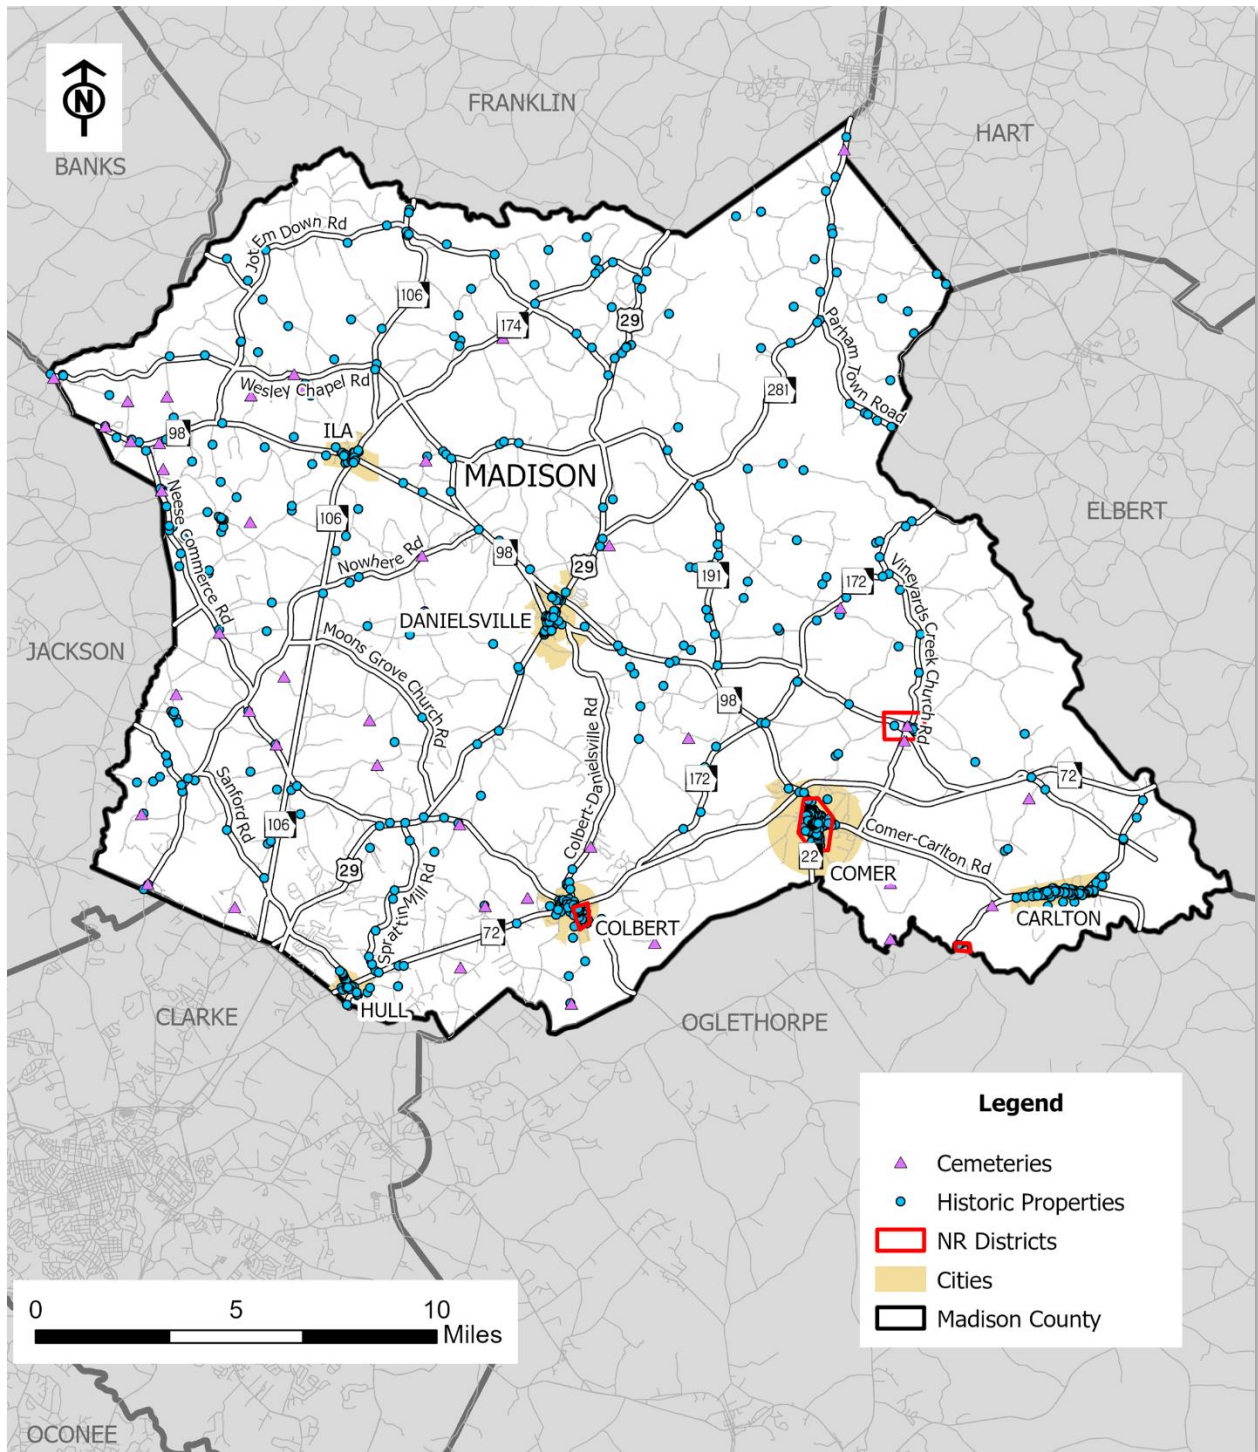 FRANKLIN
HART
N
BANKS
Jot Em Down Rd
106
174
29
Parham Town Road
Wesley Chapel Rd
281
ILA
98
MADISON
Neese Commerce Rd
106
ELBERT
Nowhere Rd
98
29
191
172
Vineyards Creek Church Rd
DANIELSVILLE
Moons Grove Church Rd
JACKSON
98
Colbert-Danielsville Rd
172
72
Sanford Rd
106
Comer-Carlton Rd
29
22
COMER
Sprattin Mill Rd
CARLTON
COLBERT
72
HULL
CLARKE
OGLETHORPE
Legend
Cemeteries
Historic Properties
NR Districts
Cities
Madison County
0 5 10
Miles
OCONEE